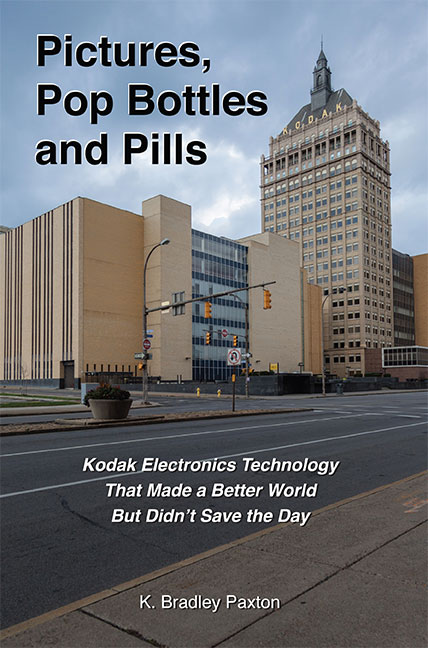 Pictures,
Pop Bottles
and Pills
KODAK
Kodak Electronics Technology
That Made a Better World
But Didn't Save the Day
K. Bradley Paxton